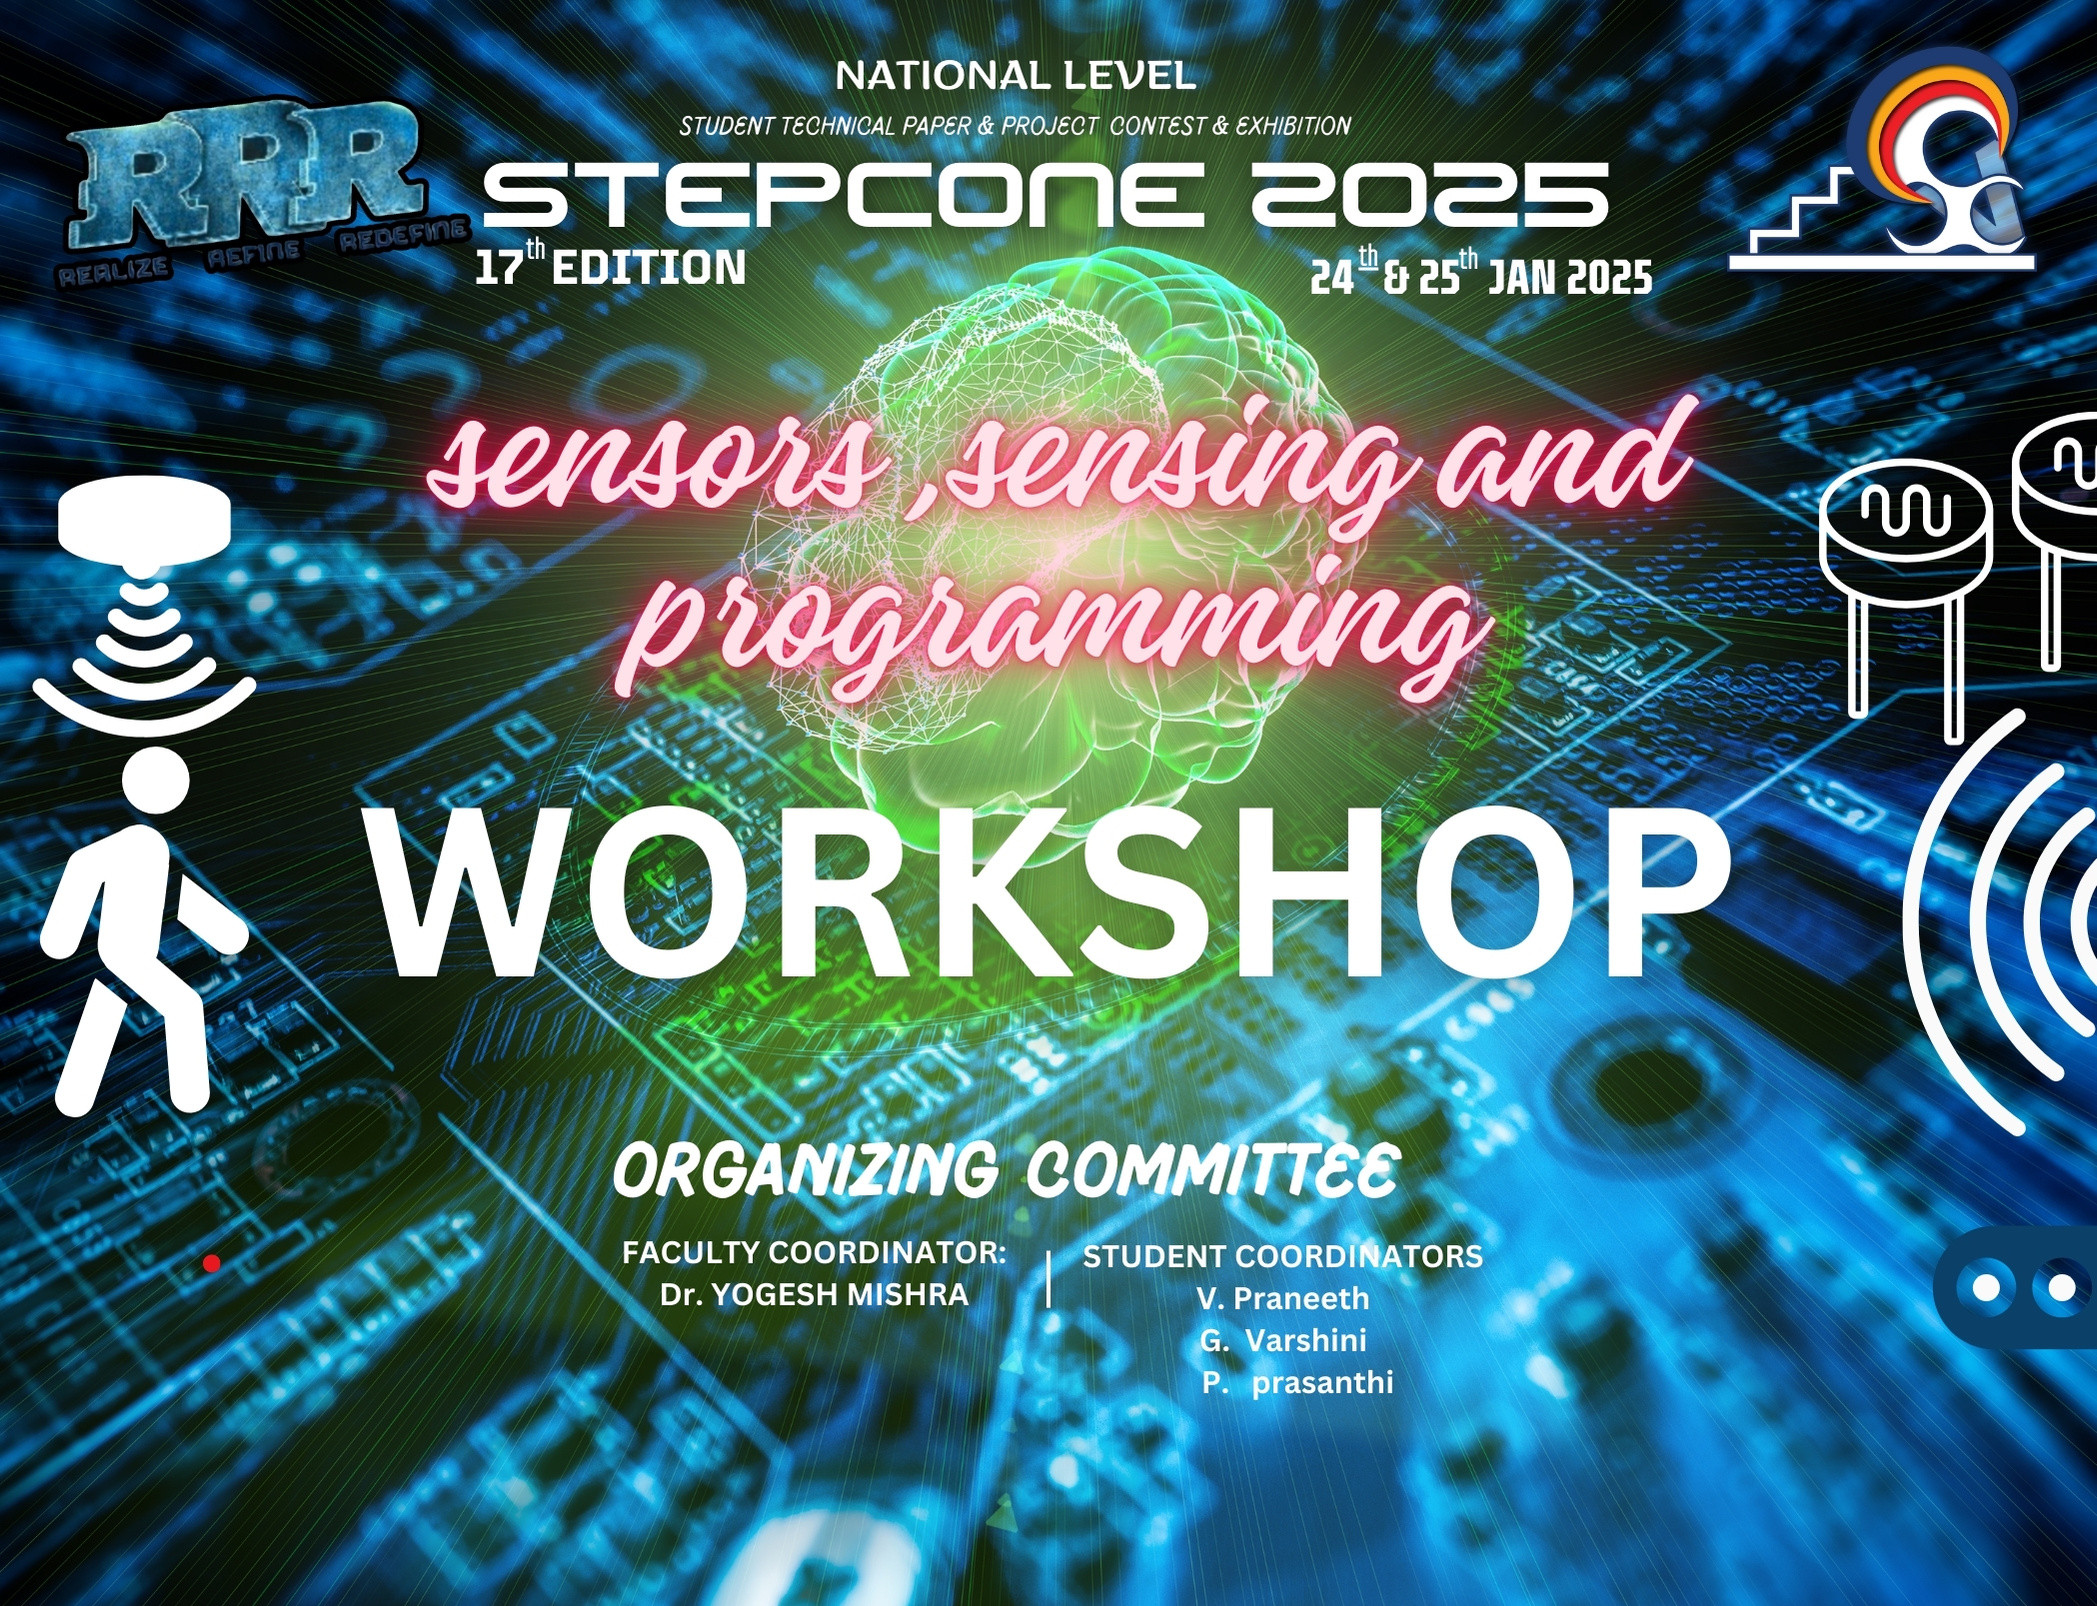 NATIONAL LEVEL
STUDENT TECHNICAL PAPER & PROJECT CONTEST & EXHIBITION
RRR
REALIZE REFINE REDEFINE
STEPCONE 2025
17th EDITION
24th & 25th JAN 2025
sensors ,sensing and
programming
WORKSHOP
ORGANIZING COMMITTEE
FACULTY COORDINATOR:
Dr. YOGESH MISHRA
STUDENT COORDINATORS
V. Praneeth
G. Varshini
P. prasanthi